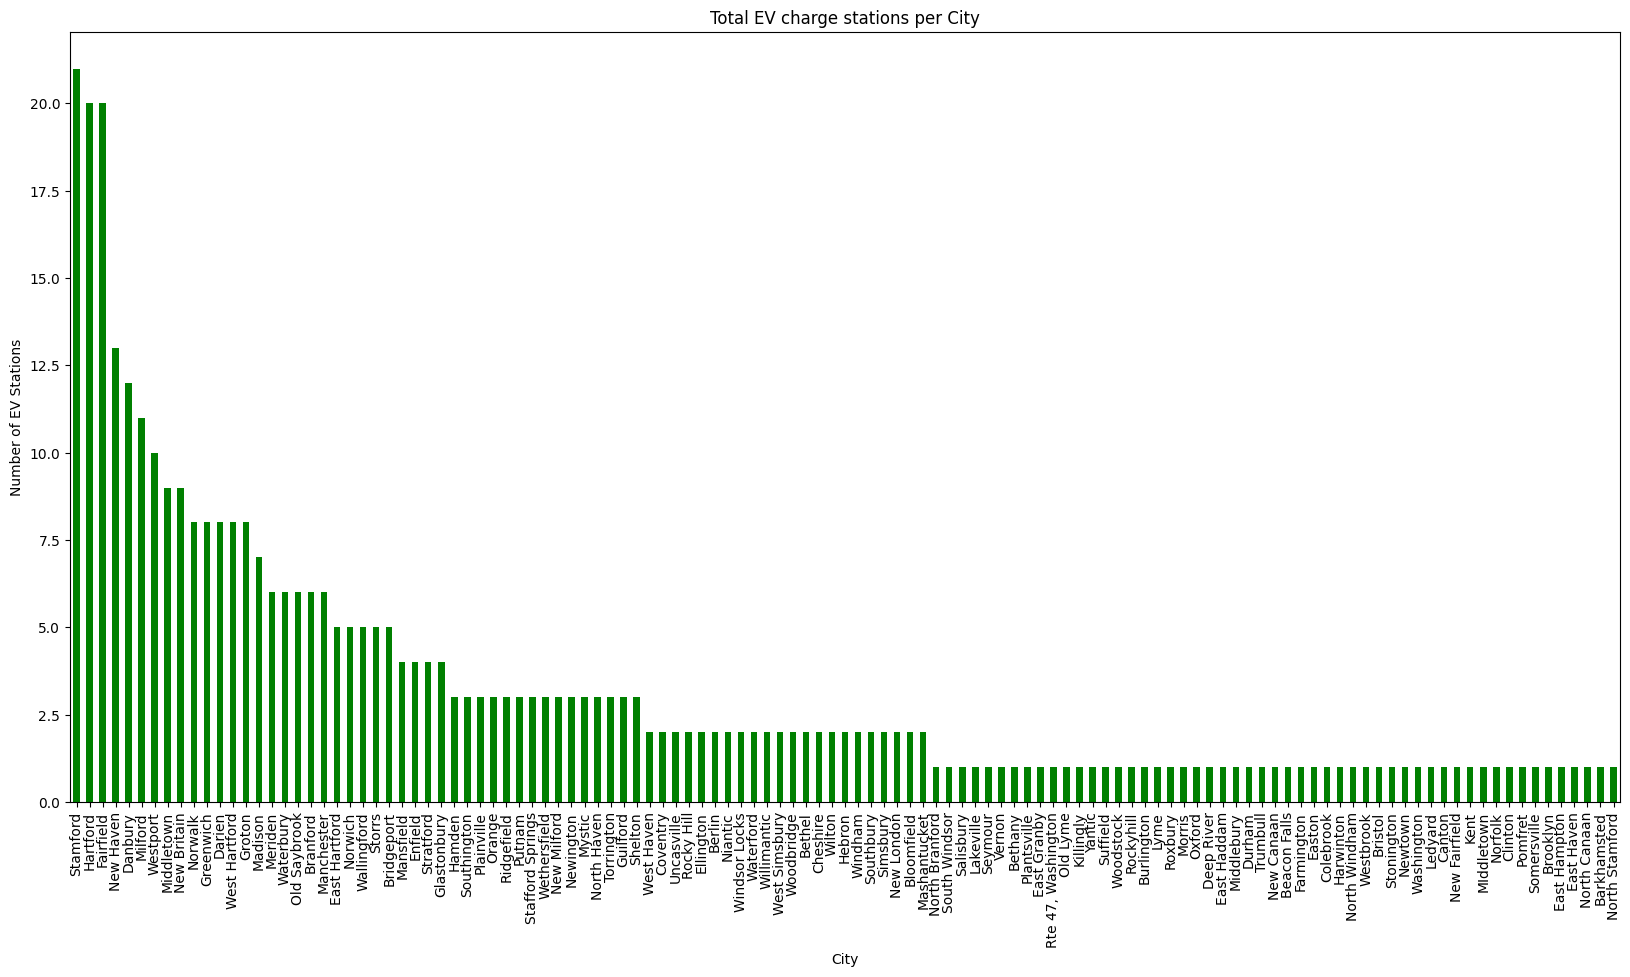 Total EV charge stations per City
Number of EV Stations
20.0
17.5
15.0
12.5
10.0
7.5
5.0
2.5
0.0
Stamford
Hartford
Fairfield
New Haven
Danbury
Milford
Westport
Middletown
New Britain
Norwalk
Greenwich
Darien
West Hartford
Groton
Madison
Meriden
Waterbury
Old Saybrook
Branford
Manchester
East Hartford
Norwich
Wallingford
Storrs
Bridgeport
Mansfield
Enfield
Stratford
Glastonbury
Hamden
Southington
Plainville
Orange
Ridgefield
Putnam
Stafford Springs
Wethersfield
New Milford
Newington
Mystic
North Haven
Torrington
Guilford
Shelton
West Haven
Coventry
Uncasville
Rocky Hill
Ellington
Berlin
Niantic
Windsor Locks
Waterford
Willimantic
West Simsbury
Woodbridge
Bethel
Cheshire
Wilton
Hebron
Windham
Southbury
Simsbury
New London
Bloomfield
Mashantucket
North Branford
South Windsor
Salisbury
Lakeville
Seymour
Vernon
Bethany
Plantsville
East Granby
Rte 47, Washington
Old Lyme
Killingly
Yantic
Suffield
Woodstock
Rockyhill
Burlington
Lyme
Roxbury
Morris
Oxford
Deep River
East Haddam
Middlebury
Durham
Trumbull
New Canaan
Beacon Falls
Farmington
Easton
Colebrook
Harwinton
North Windham
Westbrook
Bristol
Stonington
Newtown
Washington
Ledyard
Canton
New Fairfield
Kent
MIddletown
Norfolk
Clinton
Pomfret
Somersville
Brooklyn
East Hampton
East Haven
North Canaan
Barkhamsted
North Stamford
City